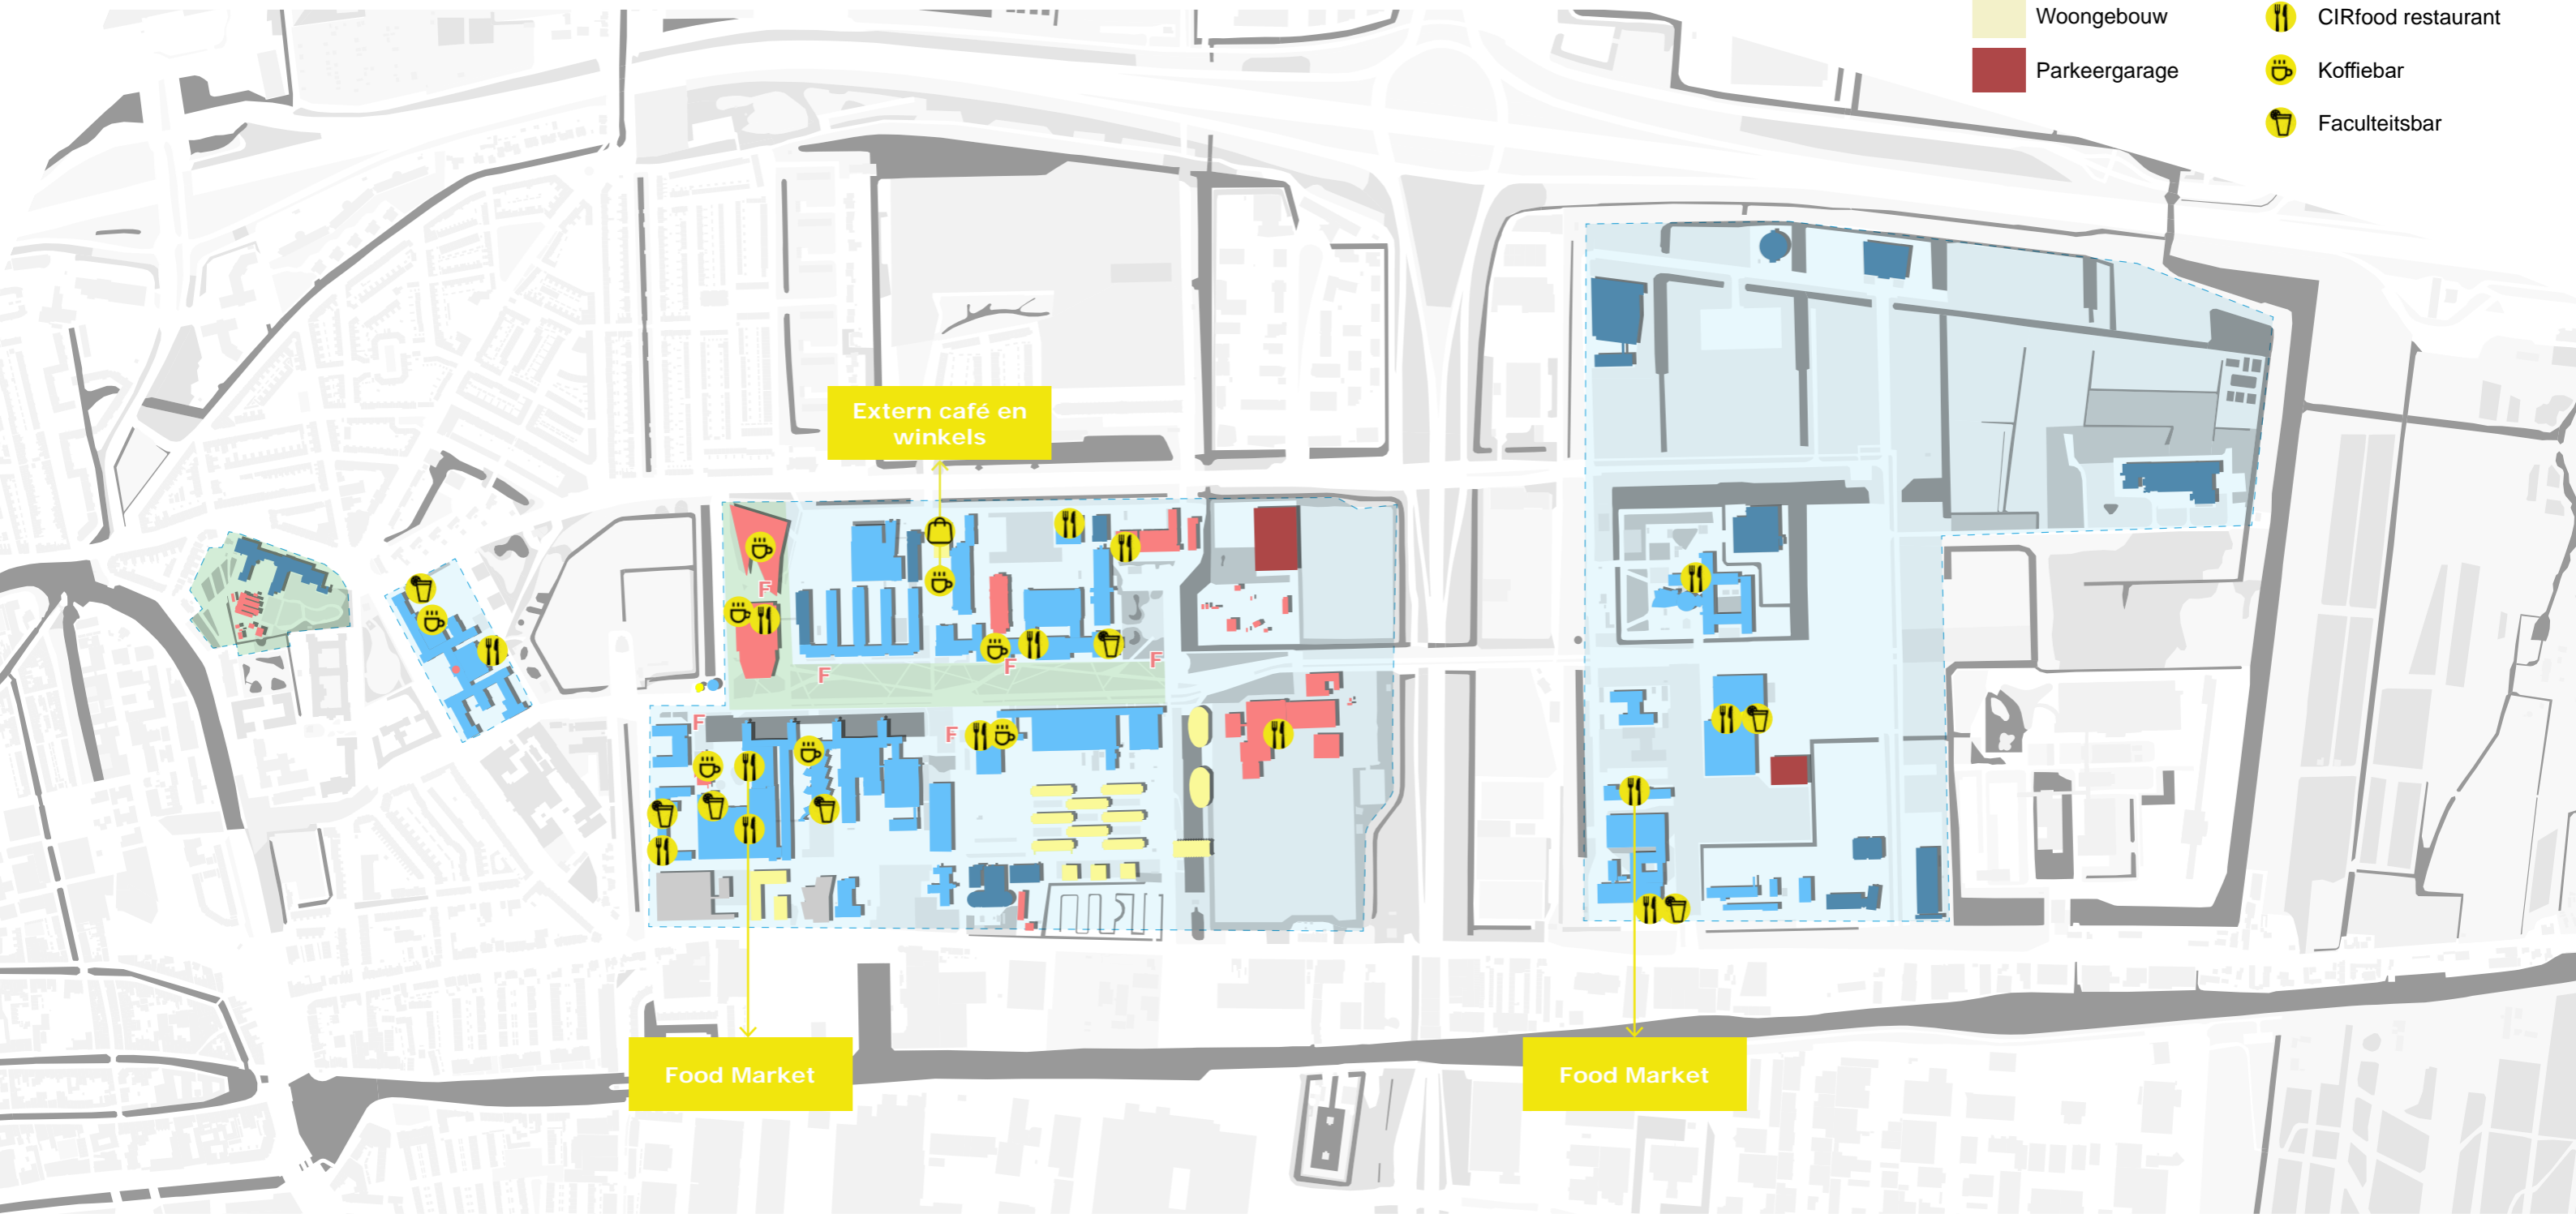 Woongebouw
CIRfood restaurant
Parkeergarage
Koffiebar
Faculteitsbar
Extern café en
winkels
F
F
F
F
F
F
Food Market
Food Market